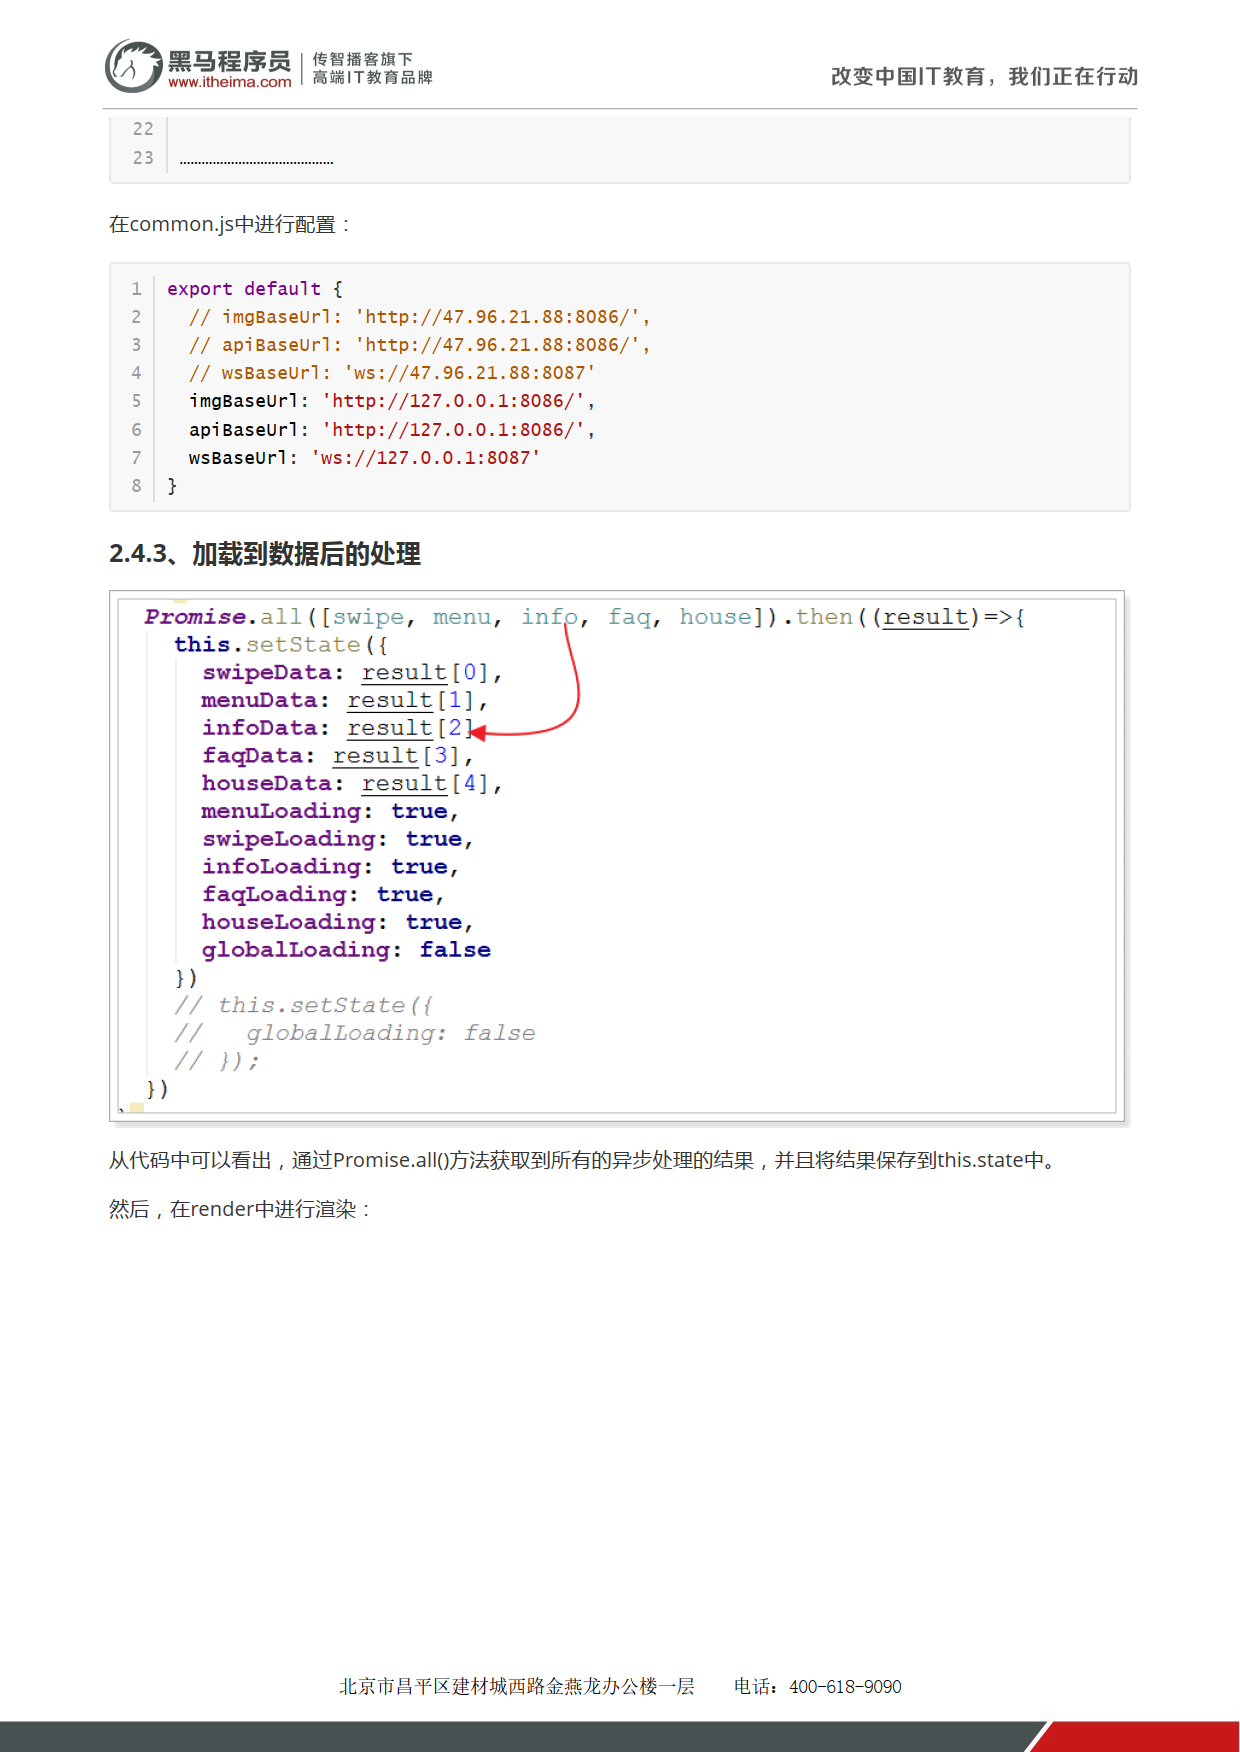 黑马程序员
www.itheima.com
传智播客旗下
高端IT教育品牌
改变中国IT教育，我们正在行动
22
23 ..........................................
在common.js中进行配置：
1 export default {
2   // imgBaseUrl: 'http://47.96.21.88:8086/',
3   // apiBaseUrl: 'http://47.96.21.88:8086/',
4   // wsBaseUrl: 'ws://47.96.21.88:8087'
5   imgBaseUrl: 'http://127.0.0.1:8086/',
6   apiBaseUrl: 'http://127.0.0.1:8086/',
7   wsBaseUrl: 'ws://127.0.0.1:8087'
8 }
2.4.3、加载到数据后的处理
Promise.all([swipe, menu, info, faq, house]).then((result)=>{
  this.setState({
    swipeData: result[0],
    menuData: result[1],
    infoData: result[2]
    faqData: result[3],
    houseData: result[4],
    menuLoading: true,
    swipeLoading: true,
    infoLoading: true,
    faqLoading: true,
    houseLoading: true,
    globalLoading: false
  })
  // this.setState({
  //   globalLoading: false
  // });
})
从代码中可以看出，通过Promise.all()方法获取到所有的异步处理的结果，并且将结果保存到this.state中。
然后，在render中进行渲染：
北京市昌平区建材城西路金燕龙办公楼一层 电话：400-618-9090